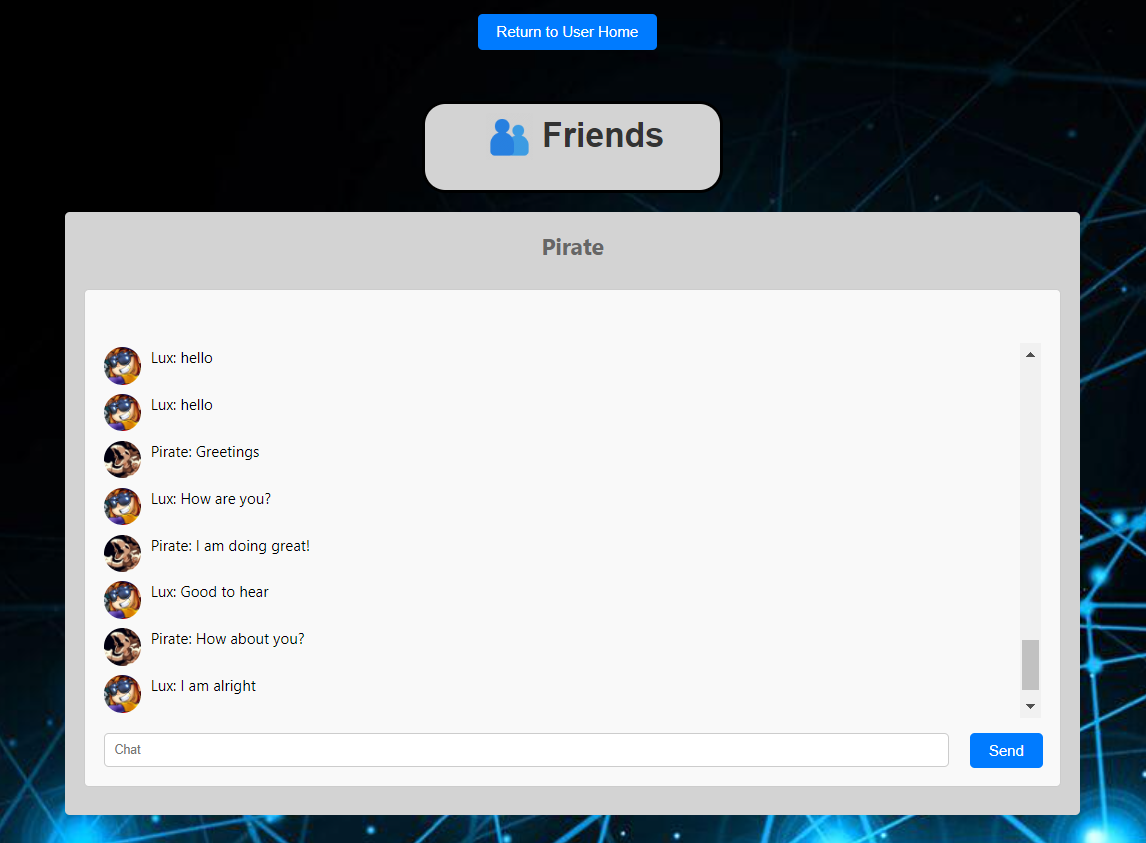 Return to User Home
Friends
Pirate
Lux: hello
Lux: hello
Pirate: Greetings
Lux: How are you?
Pirate: I am doing great!
Lux: Good to hear
Pirate: How about you?
Lux: I am alright
Chat
Send